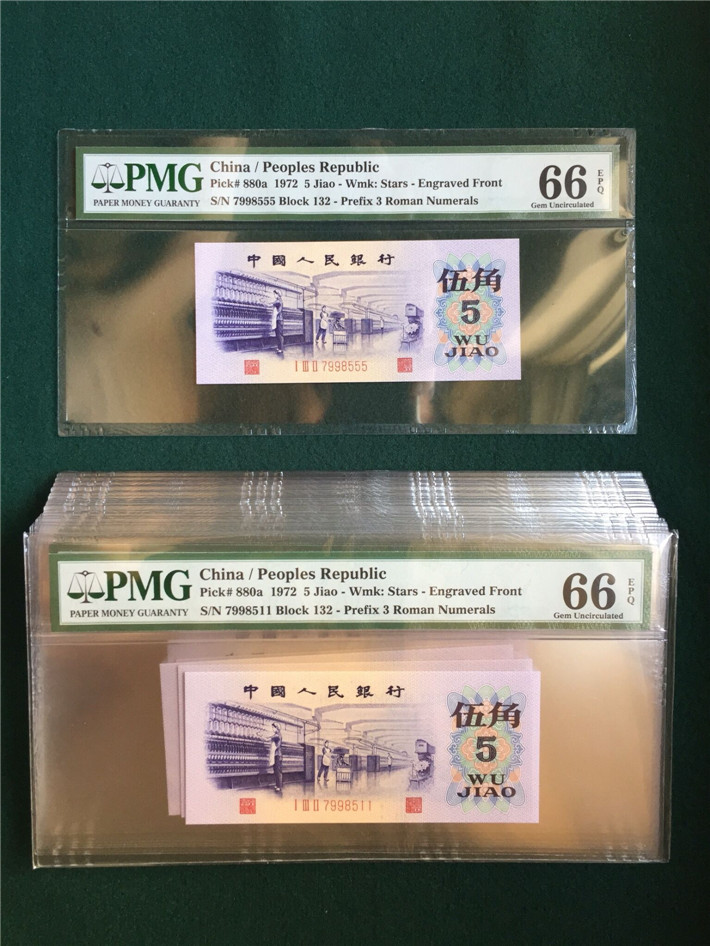 PMG
PAPER MONEY GUARANTY
China / Peoples Republic
Pick# 880a 1972 5 Jiao - Wmk: Stars - Engraved Front
S/N 7998555 Block 132 - Prefix 3 Roman Numerals
66 EPQ
Gem Uncirculated
中國人民銀行
伍角
5
WU
JIAO
I III II 7998555
PMG
PAPER MONEY GUARANTY
China / Peoples Republic
Pick# 880a 1972 5 Jiao - Wmk: Stars - Engraved Front
S/N 7998511 Block 132 - Prefix 3 Roman Numerals
66 EPQ
Gem Uncirculated
中國人民銀行
伍角
5
WU
JIAO
I III II 7998511